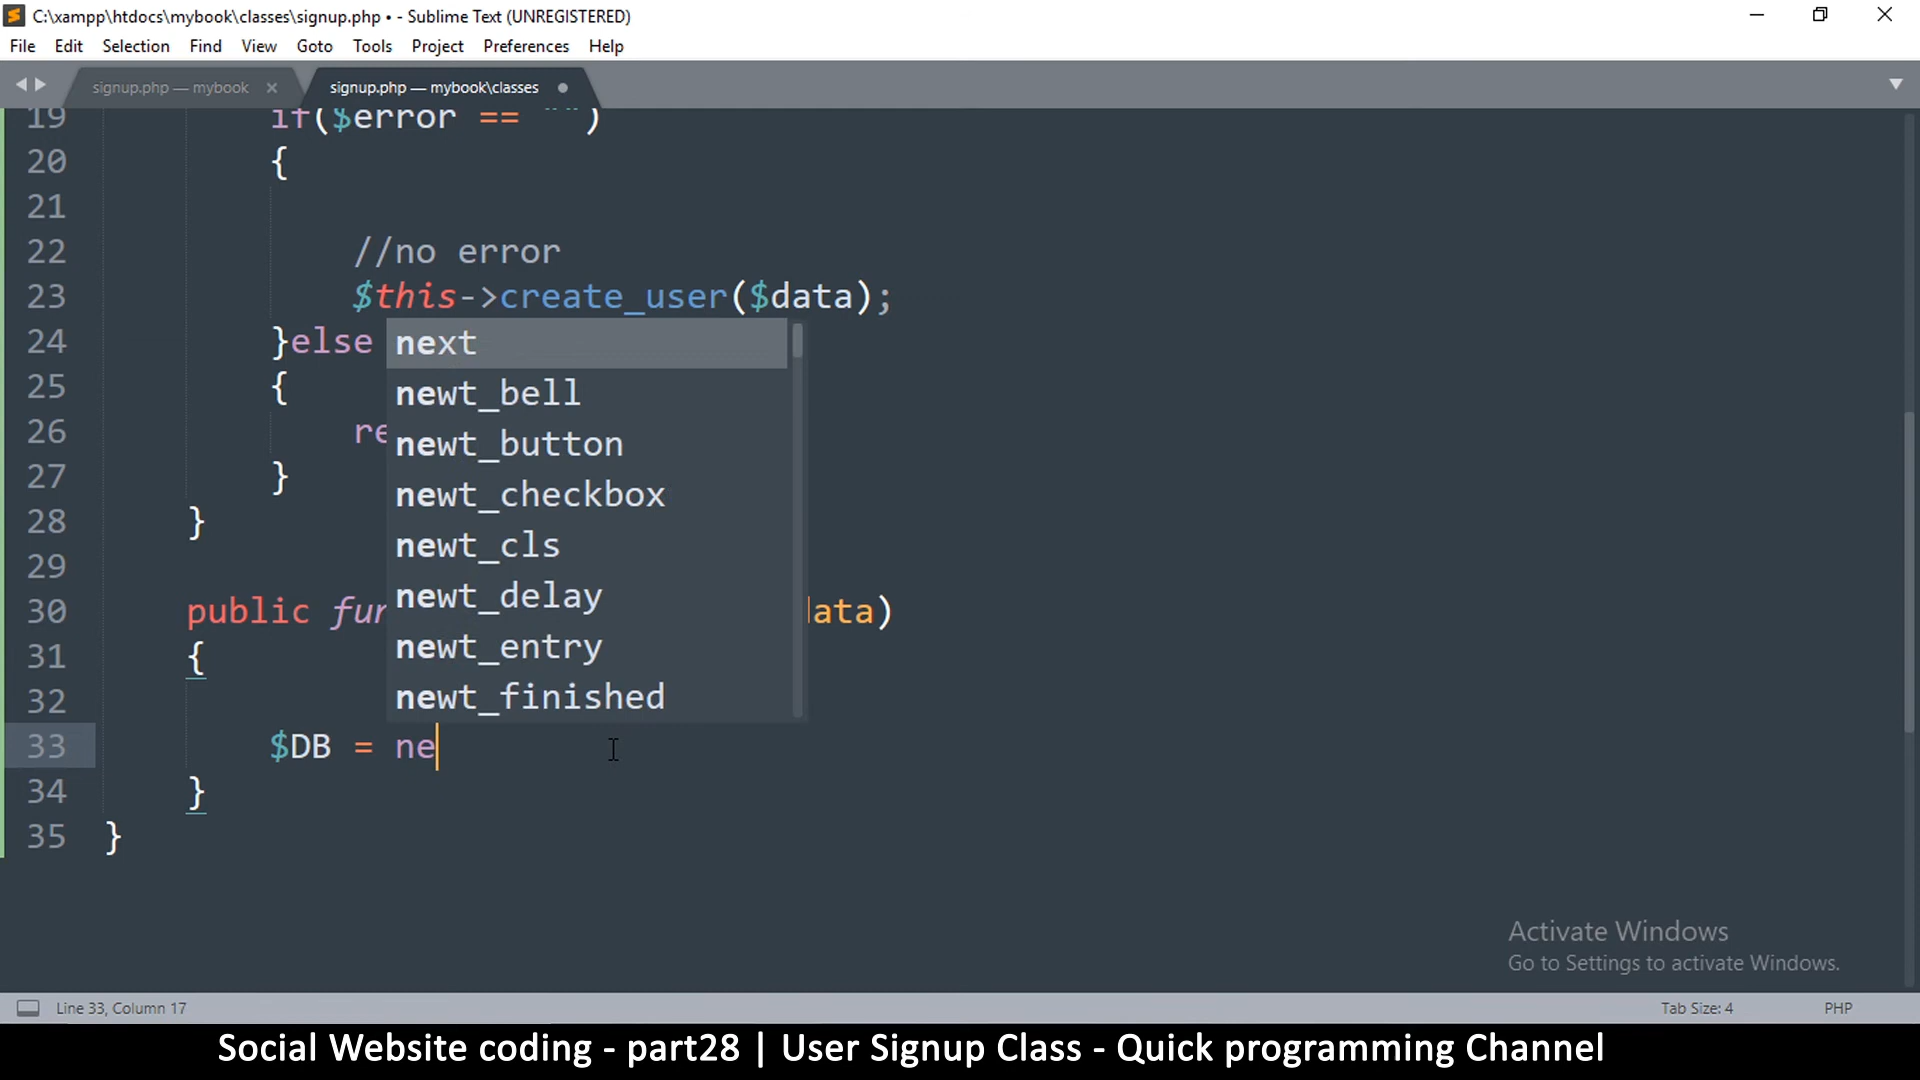 C:\xampp\htdocs\mybook\classes\signup.php • - Sublime Text (UNREGISTERED)
File Edit Selection Find View Goto Tools Project Preferences Help
signup.php — mybook × signup.php — mybook\classes
19 if($error == "")
20 {
21
22 //no error
23 $this->create_user($data);
24 }else next
newt_bell
25 {
newt_button
26 re
newt_checkbox
27 }
28 }
newt_cls
29
newt_delay
30 public fun data)
newt_entry
31 {
32
newt_finished
33 $DB = ne
34 }
35 }
Activate Windows
Go to Settings to activate Windows.
Line 33, Column 17 Tab Size: 4 PHP
Social Website coding - part28 | User Signup Class - Quick programming Channel